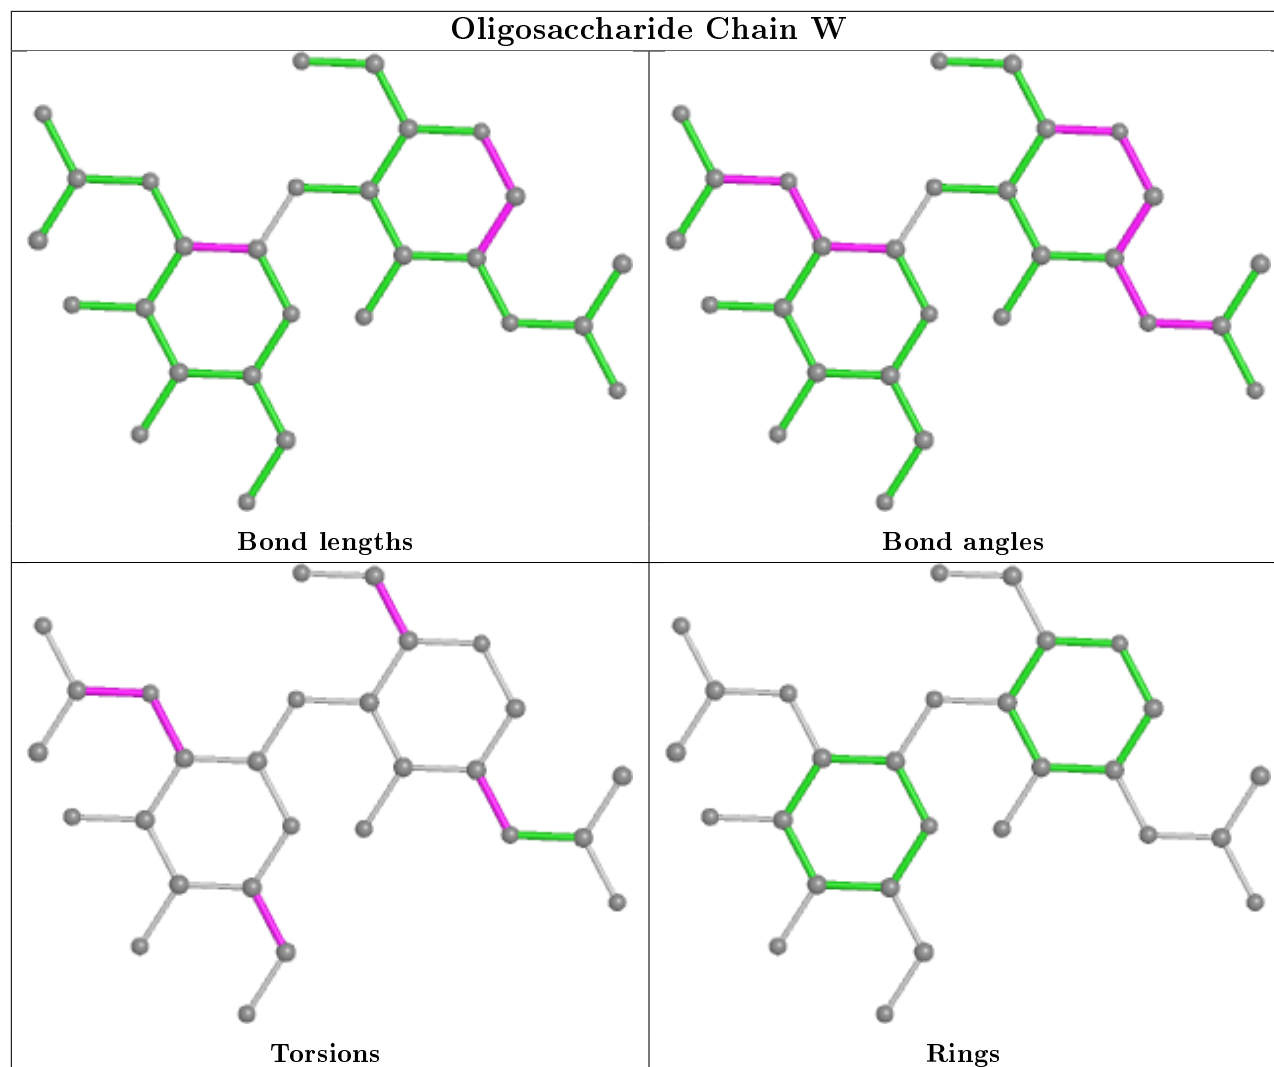 Oligosaccharide Chain W
Bond lengths
Bond angles
Torsions
Rings